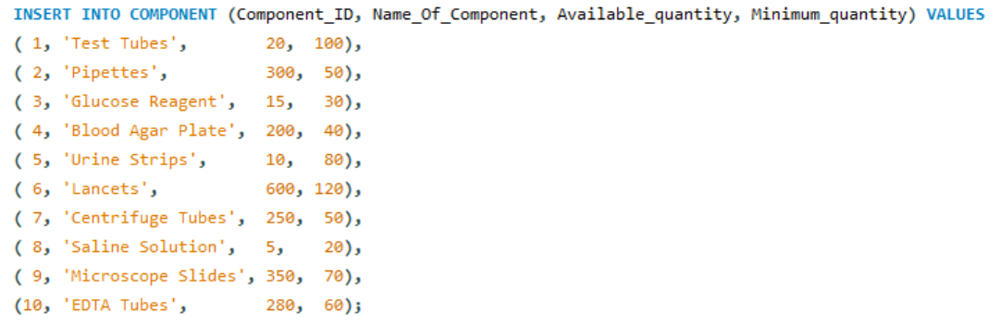 INSERT INTO COMPONENT (Component_ID, Name_Of_Component, Available_quantity, Minimum_quantity) VALUES
( 1, 'Test Tubes',        20,  100),
( 2, 'Pipettes',          300,  50),
( 3, 'Glucose Reagent',   15,    30),
( 4, 'Blood Agar Plate',  200,  40),
( 5, 'Urine Strips',      10,   80),
( 6, 'Lancets',           600, 120),
( 7, 'Centrifuge Tubes',  250,  50),
( 8, 'Saline Solution',   5,     20),
( 9, 'Microscope Slides', 350,  70),
(10, 'EDTA Tubes',        280,  60);